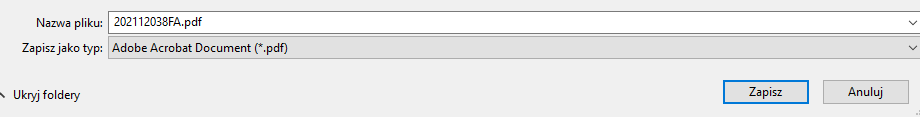 Nazwa pliku: 202112038FA.pdf
Zapisz jako typ: Adobe Acrobat Document (*.pdf)
Ukryj foldery Zapisz Anuluj